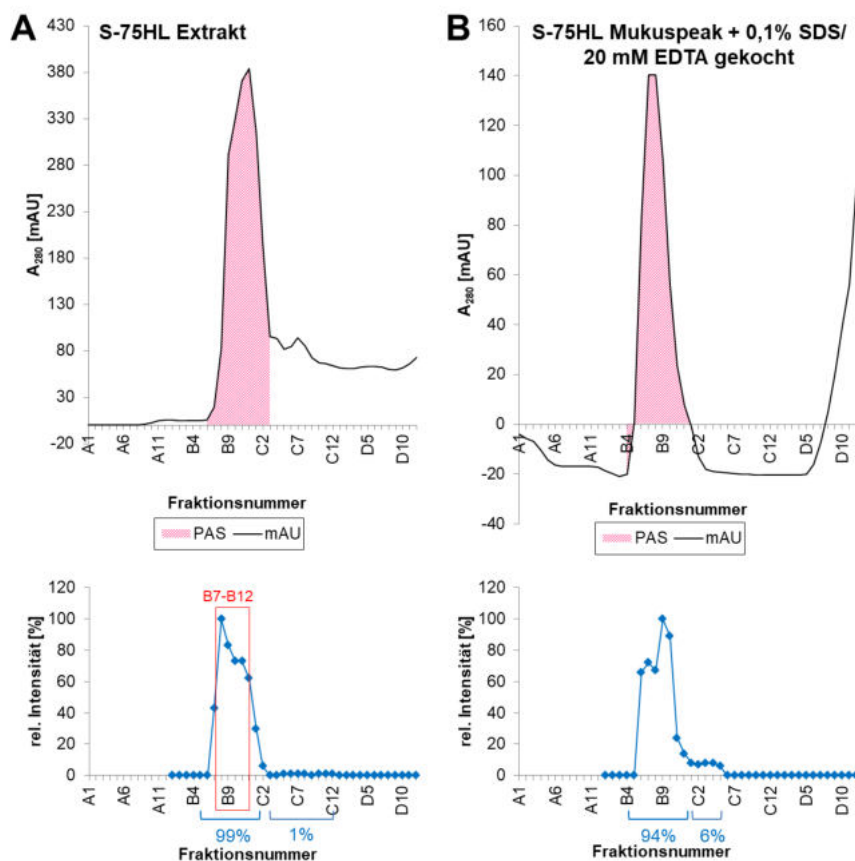 A
S-75HL Extrakt
430
380
330
280
230
180
130
80
30
-20
A280 [mAU]
A1 A6 A11 B4 B9 C2 C7 C12 D5 D10
Fraktionsnummer
PAS mAU
120
100
80
60
40
20
0
rel. Intensität [%]
B7-B12
A1 A6 A11 B4 B9 C2 C7 C12 D5 D10
99% 1%
Fraktionsnummer
B
S-75HL Mukuspeak + 0,1% SDS/
20 mM EDTA gekocht
160
140
120
100
80
60
40
20
0
-20
-40
A280 [mAU]
A1 A6 A11 B4 B9 C2 C7 C12 D5 D10
Fraktionsnummer
PAS mAU
120
100
80
60
40
20
0
rel. Intensität [%]
A1 A6 A11 B4 B9 C2 C7 C12 D5 D10
94% 6%
Fraktionsnummer